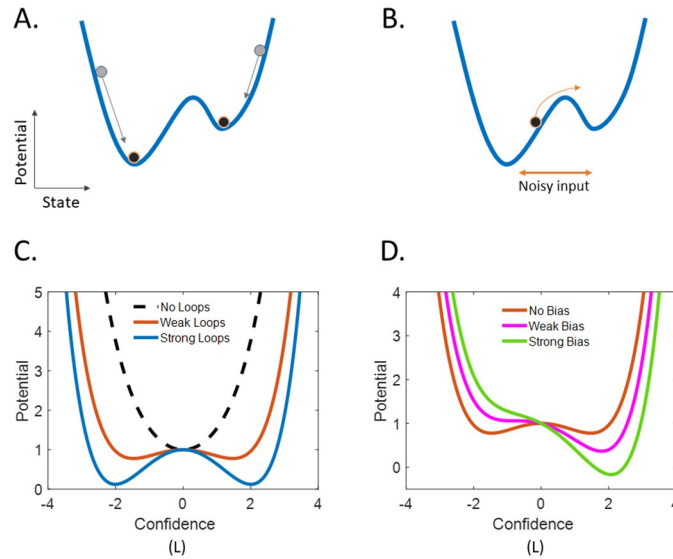 A.
B.
Potential
State
Noisy input
C.
D.
5
4
3
2
1
0
Potential
No Loops
Weak Loops
Strong Loops
-4
-2
0
2
4
Confidence
(L)
4
3
2
1
0
Potential
No Bias
Weak Bias
Strong Bias
-4
-2
0
2
4
Confidence
(L)